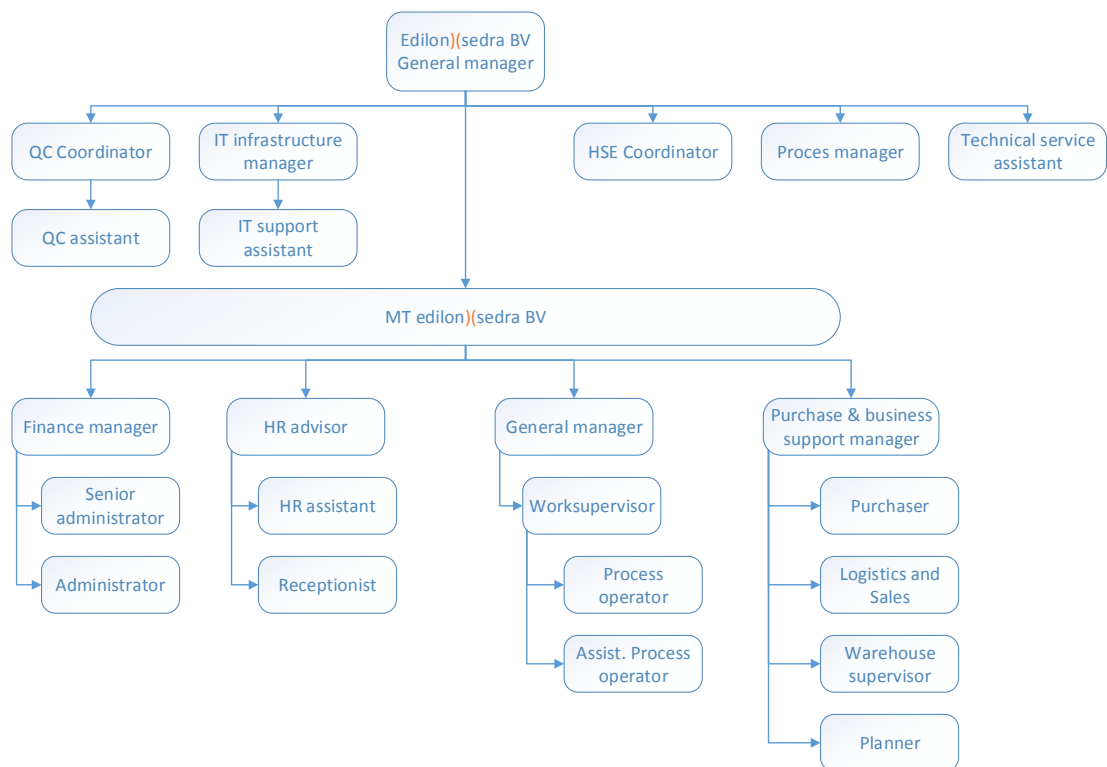 Edilon)(sedra BV
General manager
QC Coordinator
IT infrastructure
manager
HSE Coordinator
Proces manager
Technical service
assistant
QC assistant
IT support
assistant
MT edilon)(sedra BV
Finance manager
HR advisor
General manager
Purchase & business
support manager
Senior
administrator
HR assistant
Worksupervisor
Purchaser
Administrator
Receptionist
Process
operator
Logistics and
Sales
Assist. Process
operator
Warehouse
supervisor
Planner